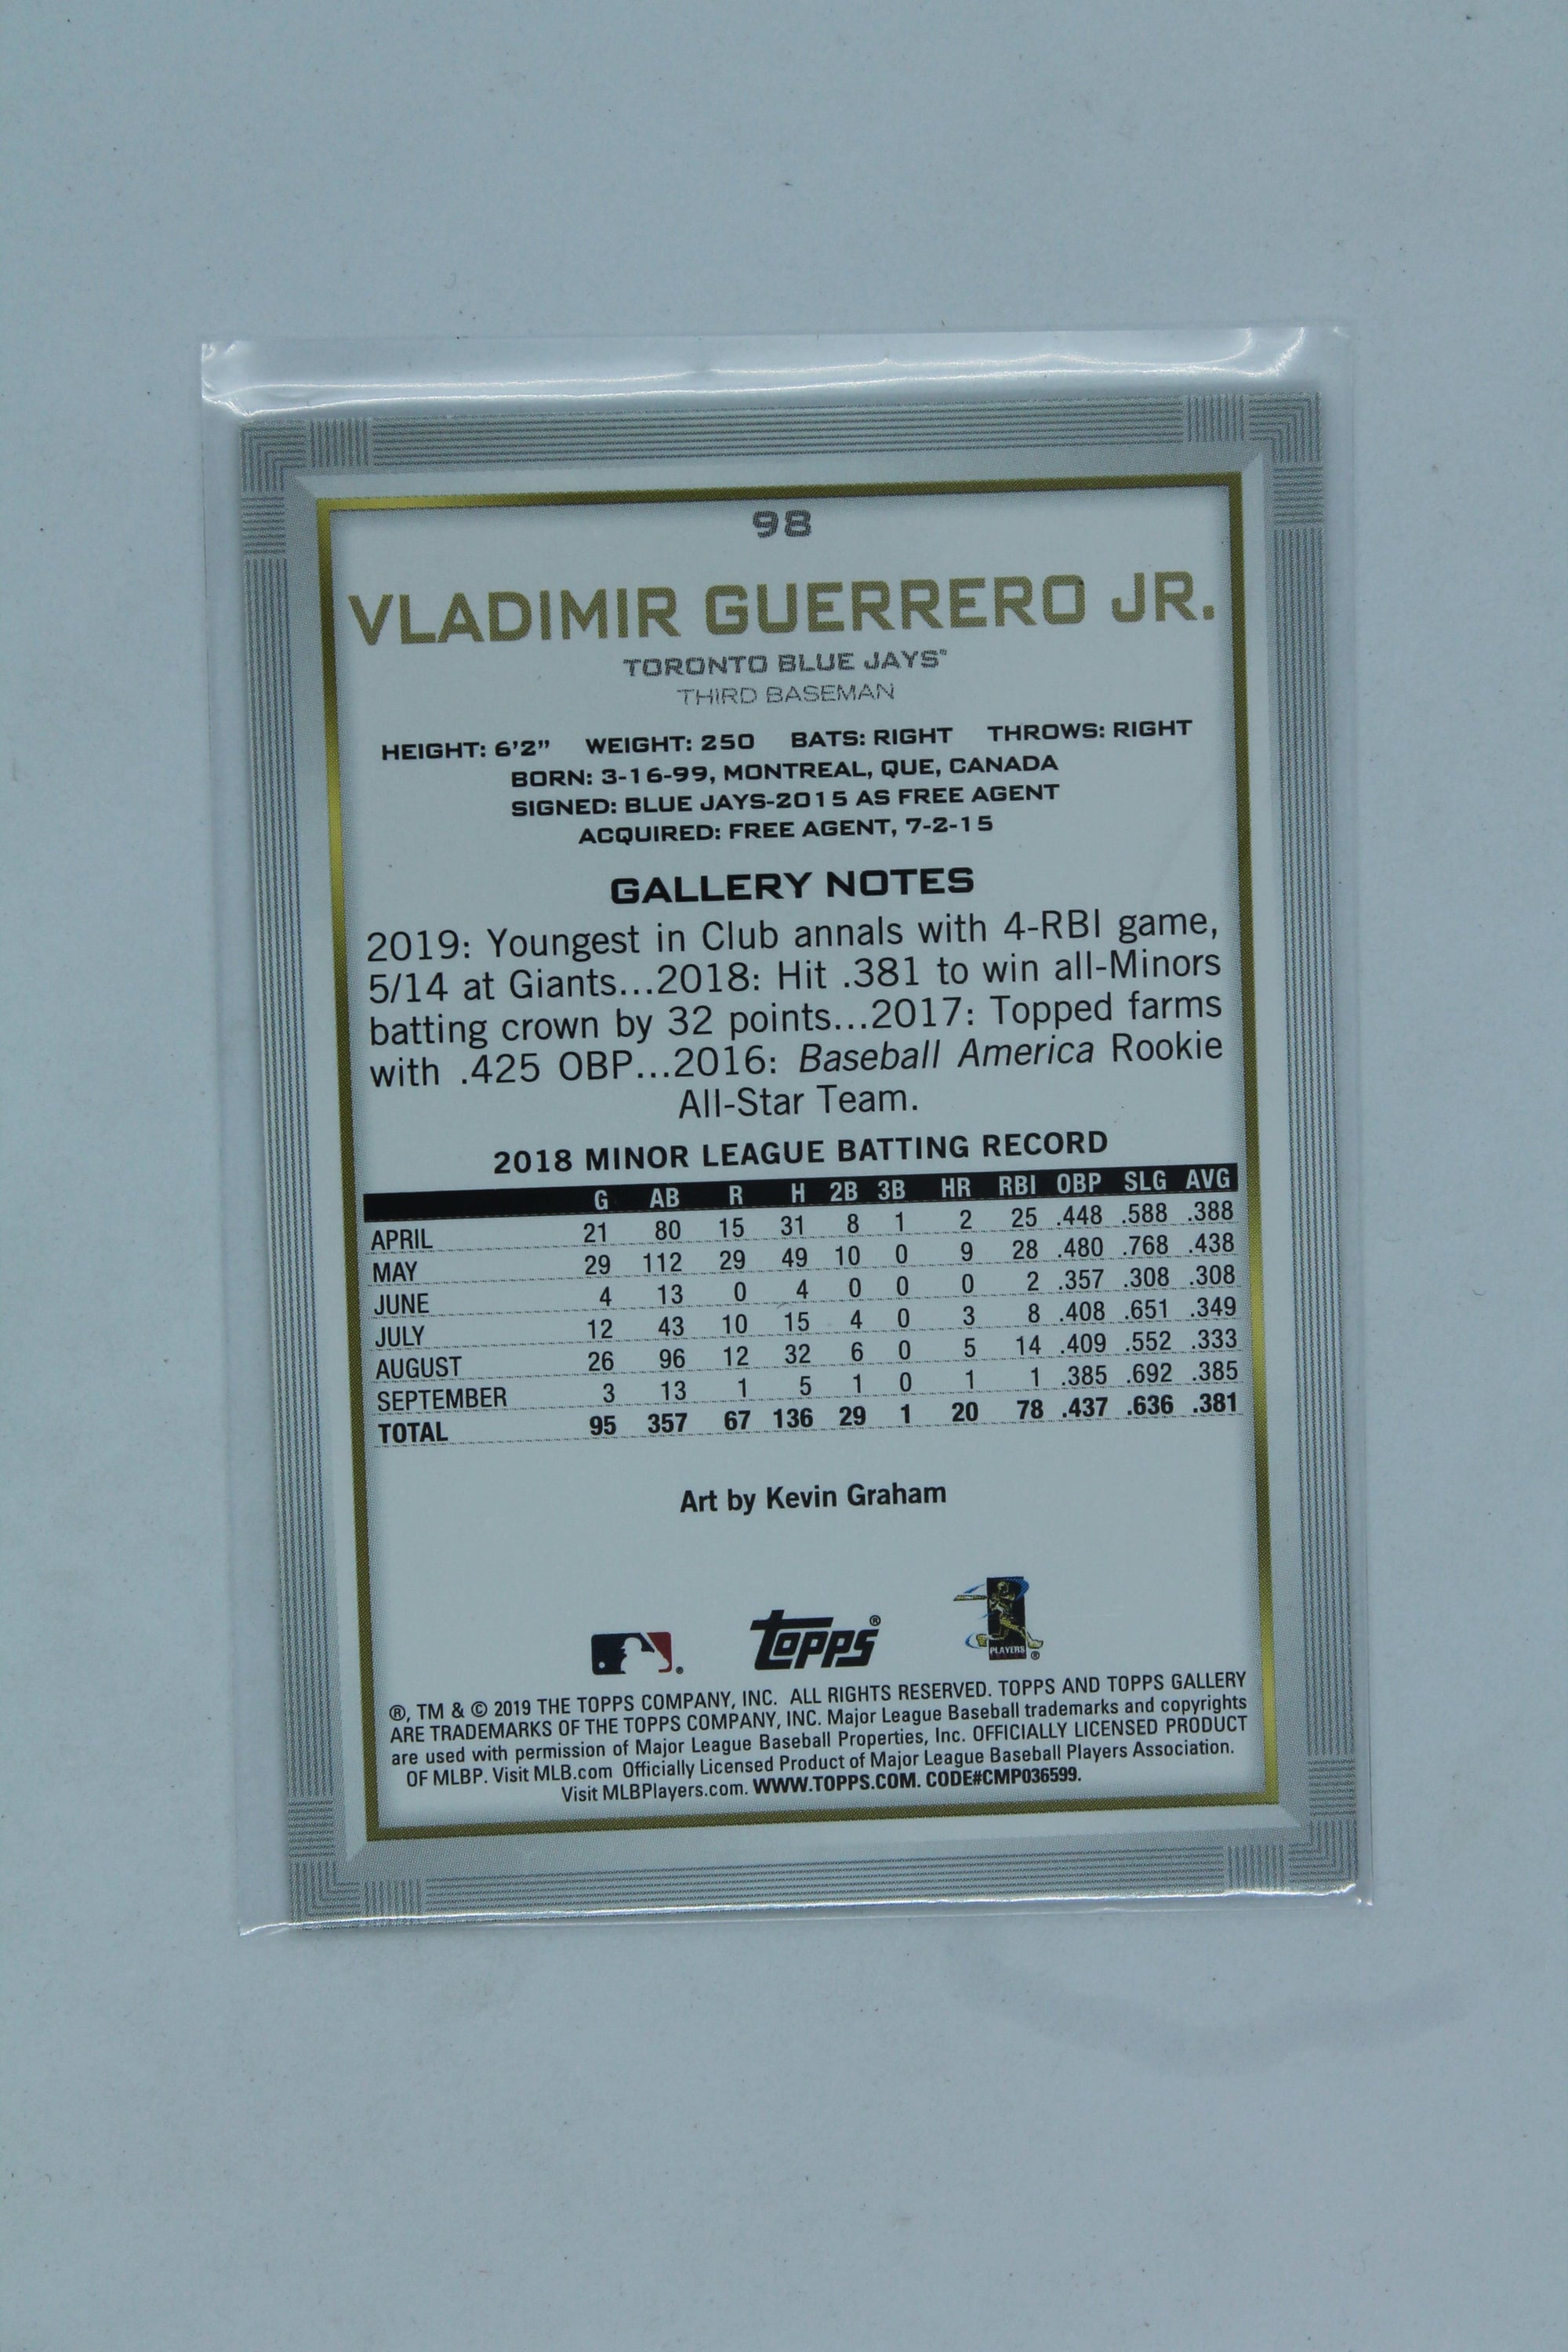 98
VLADIMIR GUERRERO JR.
TORONTO BLUE JAYS™
THIRD BASEMAN
HEIGHT: 6'2" WEIGHT: 250 BATS: RIGHT THROWS: RIGHT
BORN: 3-16-99, MONTREAL, QUE, CANADA
SIGNED: BLUE JAYS-2015 AS FREE AGENT
ACQUIRED: FREE AGENT, 7-2-15
GALLERY NOTES
2019: Youngest in Club annals with 4-RBI game,
5/14 at Giants...2018: Hit .381 to win all-Minors
batting crown by 32 points...2017: Topped farms
with .425 OBP...2016: Baseball America Rookie
All-Star Team.
2018 MINOR LEAGUE BATTING RECORD
G AB R H 2B 3B HR RBI OBP SLG AVG
APRIL 21 80 15 31 8 1 2 25 .448 .588 .388
MAY 29 112 29 49 10 0 9 28 .480 .768 .438
JUNE 4 13 0 4 0 0 0 2 .357 .308 .308
JULY 12 43 10 15 4 0 3 8 .408 .651 .349
AUGUST 26 96 12 32 6 0 5 14 .409 .552 .333
SEPTEMBER 3 13 1 5 1 0 1 1 .385 .692 .385
TOTAL 95 357 67 136 29 1 20 78 .437 .636 .381
Art by Kevin Graham
TOPPS®
PLAYERS ®
®, TM & © 2019 THE TOPPS COMPANY, INC. ALL RIGHTS RESERVED. TOPPS AND TOPPS GALLERY
ARE TRADEMARKS OF THE TOPPS COMPANY, INC. Major League Baseball trademarks and copyrights
are used with permission of Major League Baseball Properties, Inc. OFFICIALLY LICENSED PRODUCT
OF MLBP. Visit MLB.com Officially Licensed Product of Major League Baseball Players Association.
Visit MLBPlayers.com. WWW.TOPPS.COM. CODE#CMP036599.